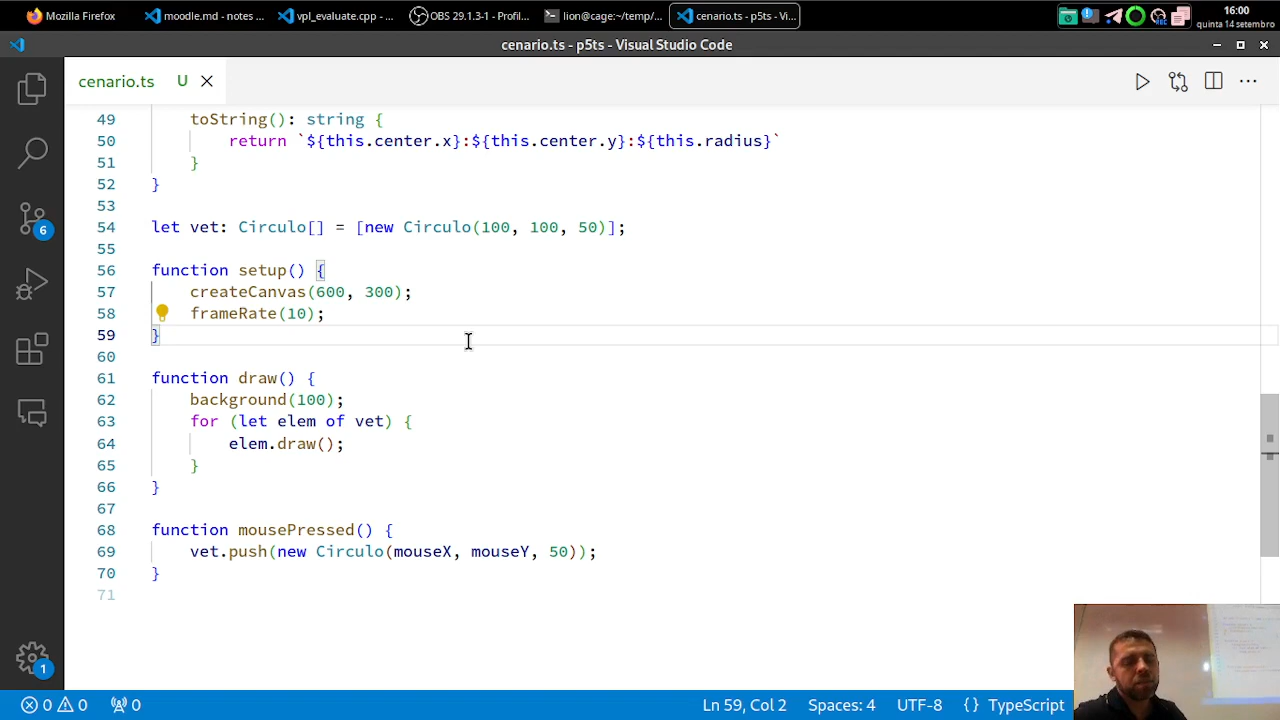 Mozilla Firefox
moodle.md - notes ...
vpl_evaluate.cpp - ...
OBS 29.1.3-1 - Profil...
lion@cage:~/temp/...
cenario.ts - p5ts - Vi...
16:00
quinta 14 setembro
cenario.ts - p5ts - Visual Studio Code
cenario.ts U
49 toString(): string {
50 return `${this.center.x}:${this.center.y}:${this.radius}`
51 }
52 }
53
54 let vet: Circulo[] = [new Circulo(100, 100, 50)];
55
56 function setup() {
57 createCanvas(600, 300);
58 frameRate(10);
59 }
60
61 function draw() {
62 background(100);
63 for (let elem of vet) {
64 elem.draw();
65 }
66 }
67
68 function mousePressed() {
69 vet.push(new Circulo(mouseX, mouseY, 50));
70 }
71
6
1
0 0 0
Ln 59, Col 2 Spaces: 4 UTF-8 {} TypeScript